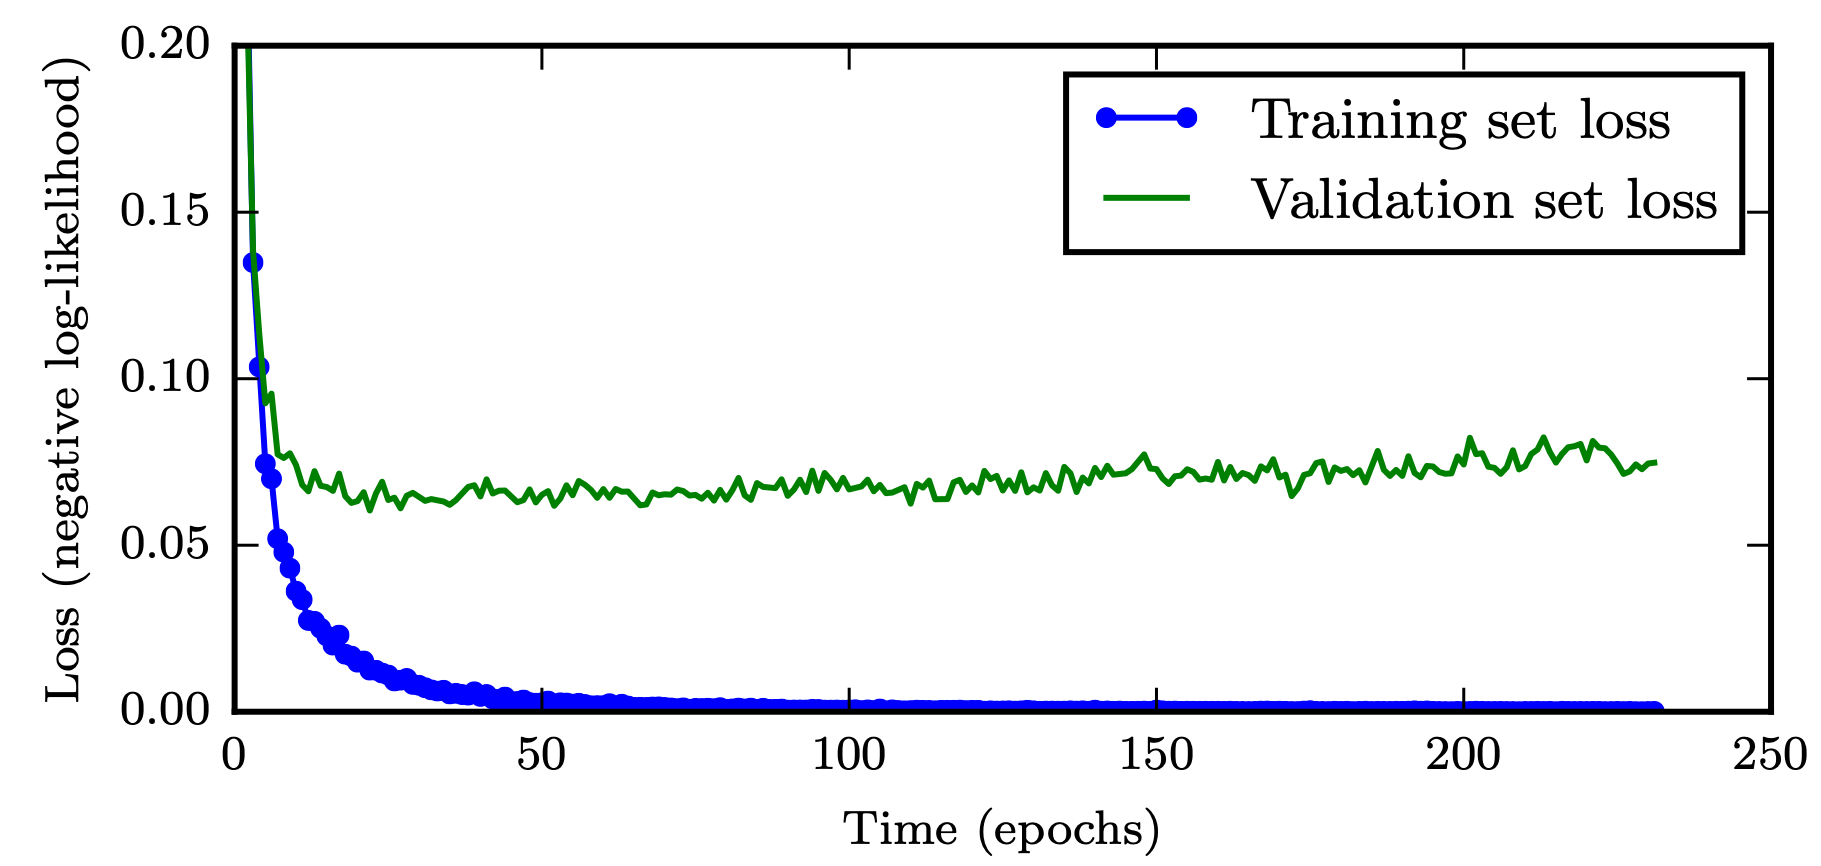 Loss (negative log-likelihood)
0.20
0.15
0.10
0.05
0.00
Training set loss
Validation set loss
0 50 100 150 200 250
Time (epochs)